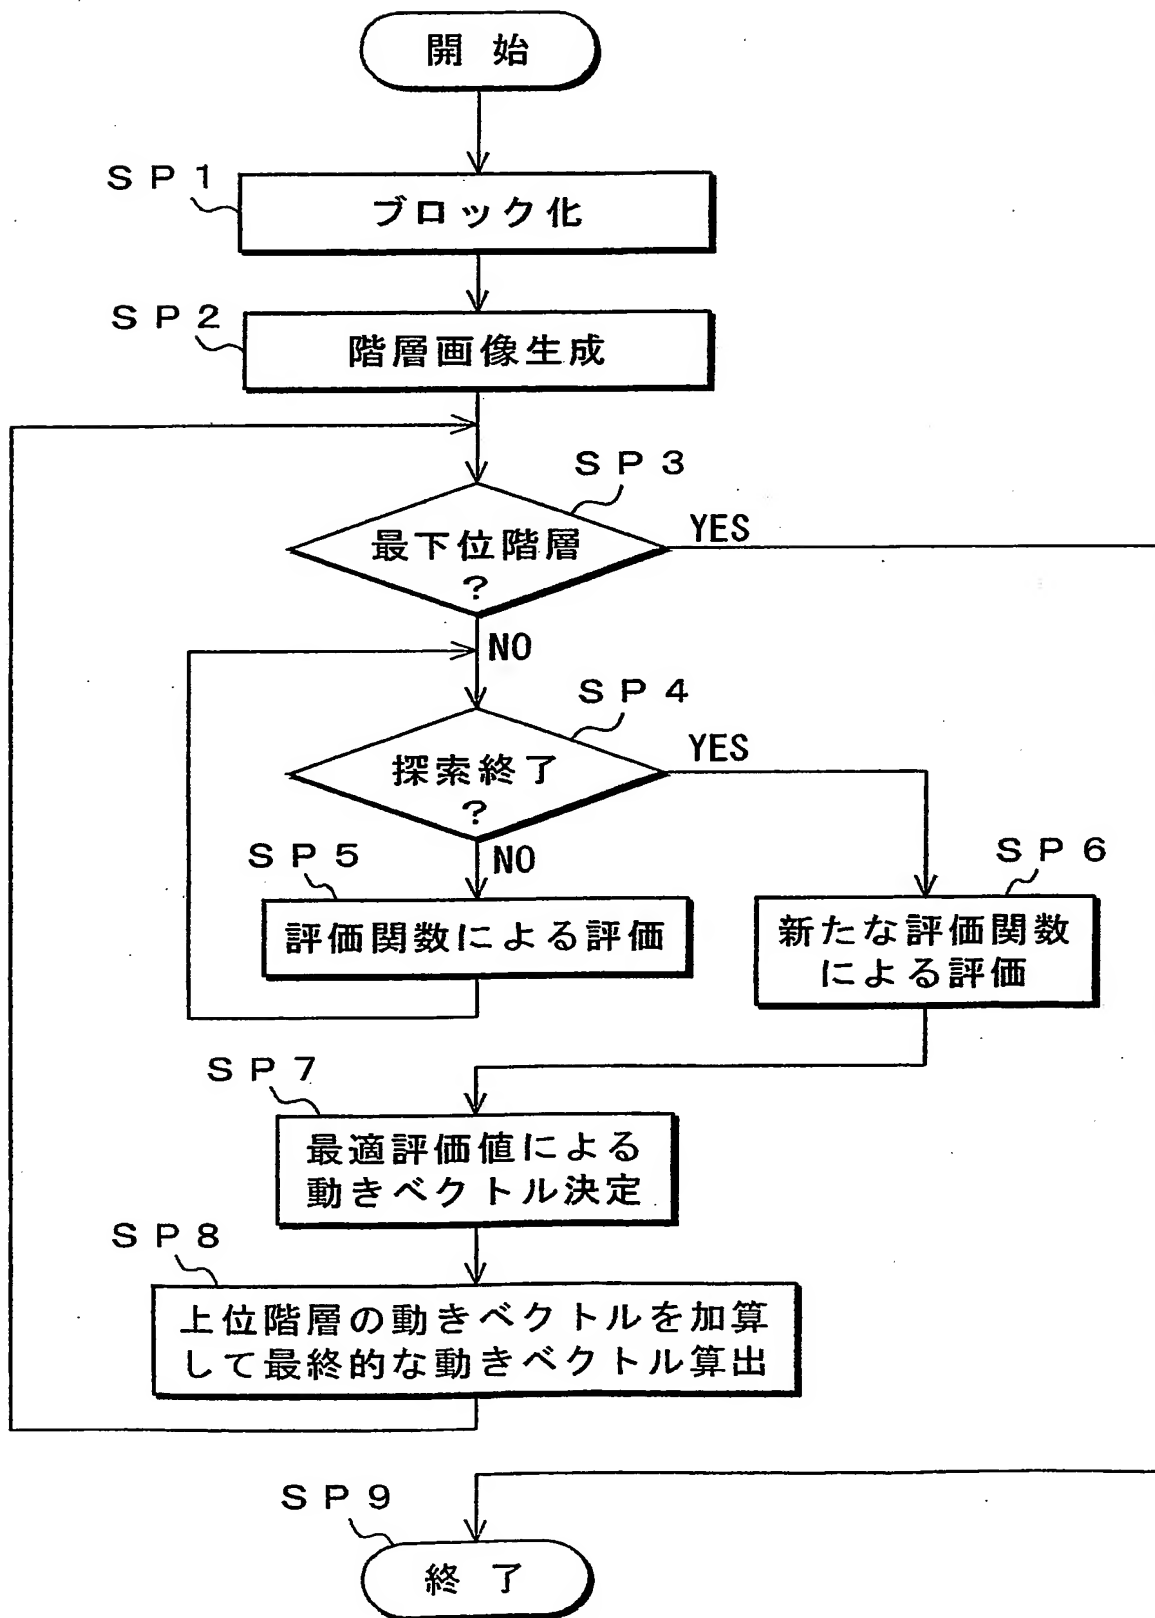 開始
SP1
ブロック化
SP2
階層画像生成
SP3
最下位階層
?
YES
NO
SP4
探索終了
?
YES
NO
SP5
評価関数による評価
SP6
新たな評価関数
による評価
SP7
最適評価値による
動きベクトル決定
SP8
上位階層の動きベクトルを加算
して最終的な動きベクトル算出
SP9
終了